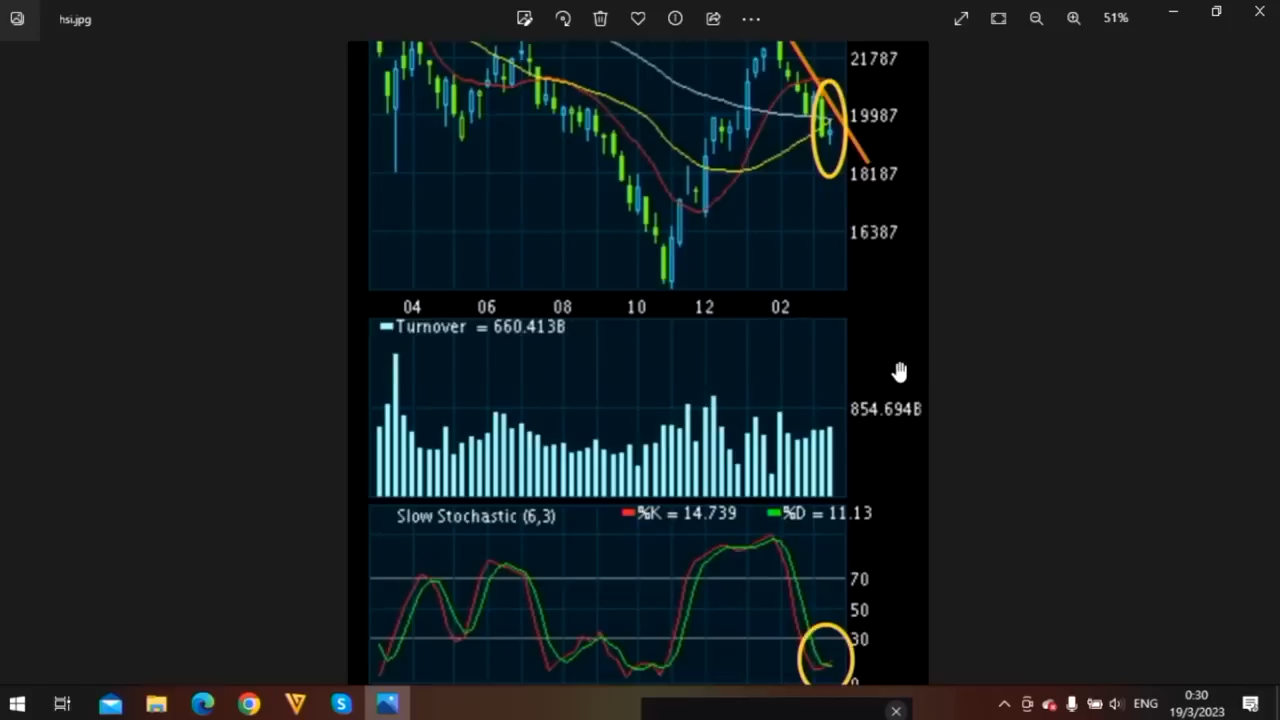 hsi.jpg
51%
21787
19987
18187
16387
04 06 08 10 12 02
Turnover = 660.413B
854.694B
Slow Stochastic (6,3) %K = 14.739 %D = 11.13
70
50
30
0
ENG
0:30
19/3/2023